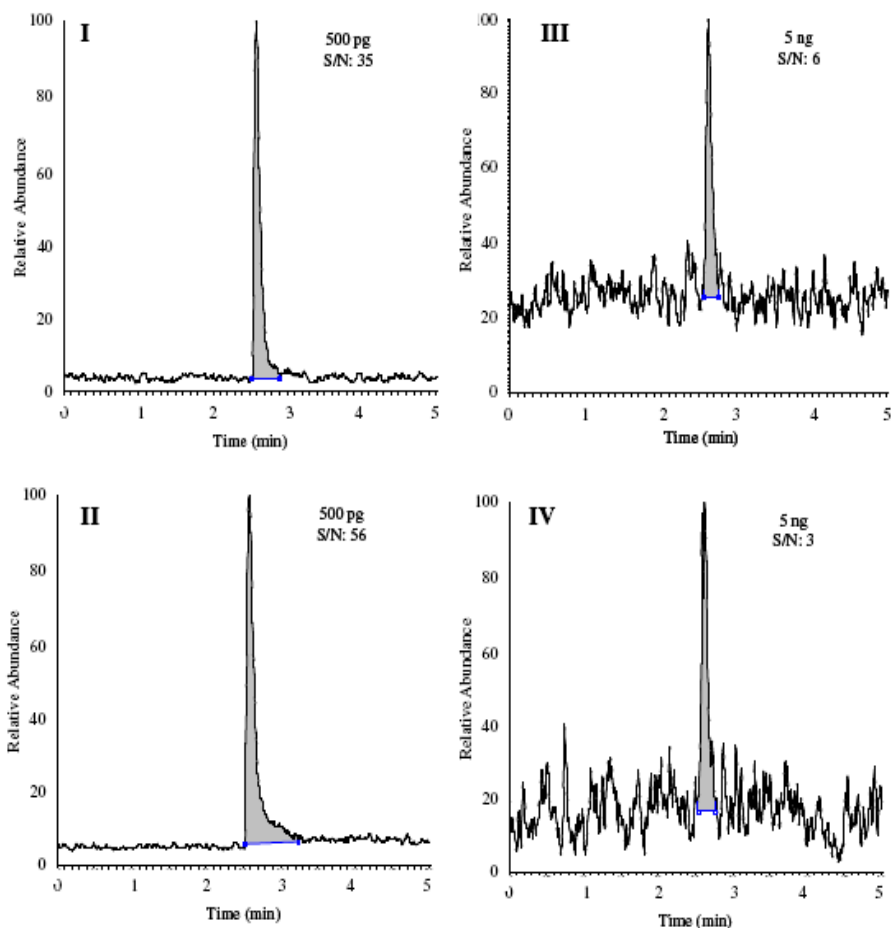 I
500 pg
S/N: 35
100
80
60
40
20
0
Relative Abundance
0 1 2 3 4 5
Time (min)
III
5 ng
S/N: 6
100
80
60
40
20
0
Relative Abundance
0 1 2 3 4 5
Time (min)
II
500 pg
S/N: 56
100
80
60
40
20
0
Relative Abundance
0 1 2 3 4 5
Time (min)
IV
5 ng
S/N: 3
100
80
60
40
20
0
Relative Abundance
0 1 2 3 4 5
Time (min)